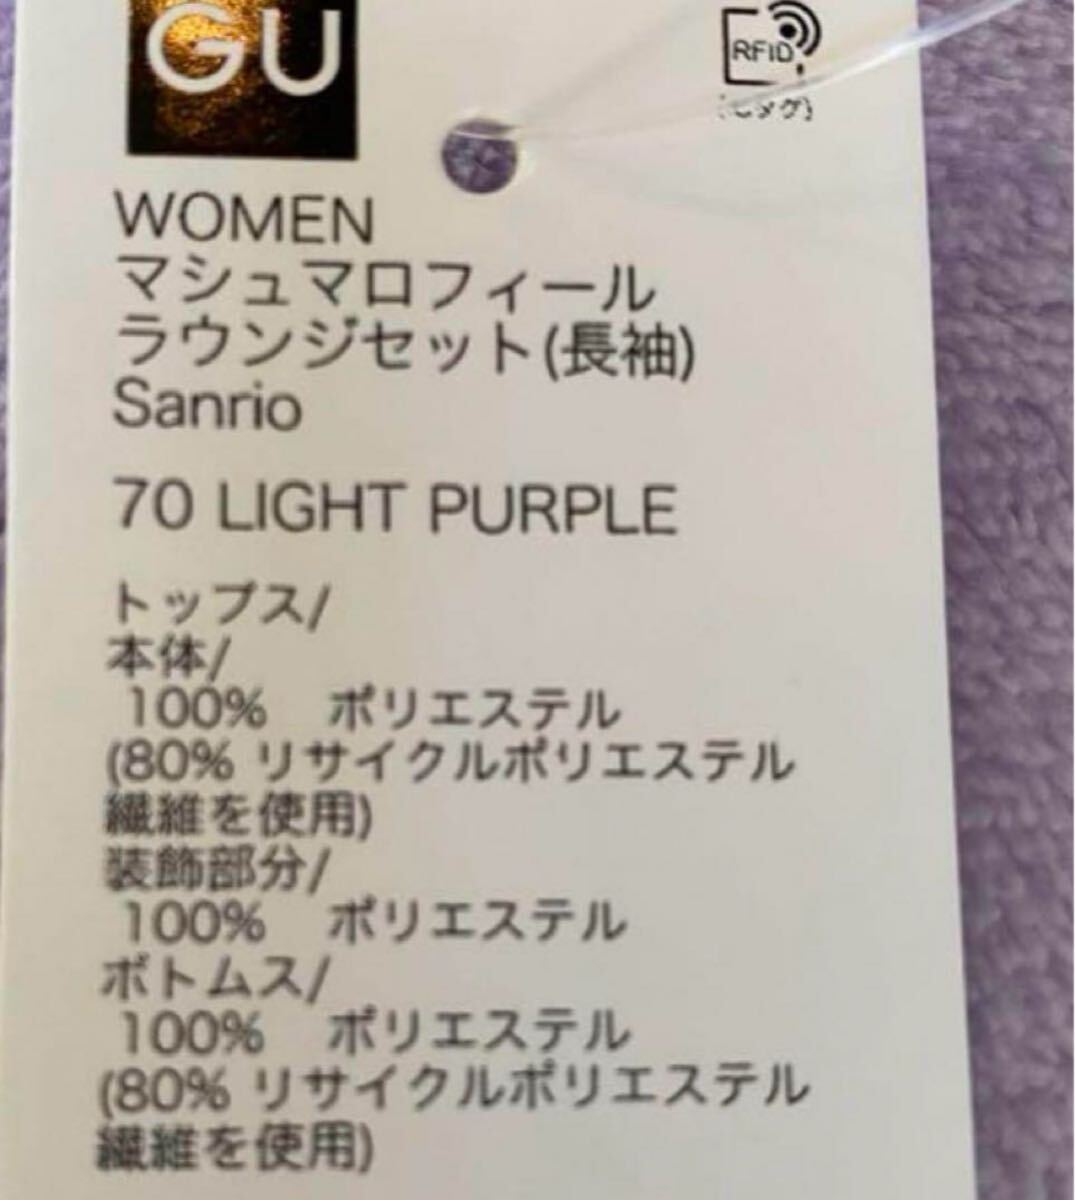 GU
RFID
WOMEN
マシュマロフィール
ラウンジセット(長袖)
Sanrio
70 LIGHT PURPLE
トップス/
本体/
100% ポリエステル
(80% リサイクルポリエステル
繊維を使用)
装飾部分/
100% ポリエステル
ボトムス/
100% ポリエステル
(80% リサイクルポリエステル
繊維を使用)